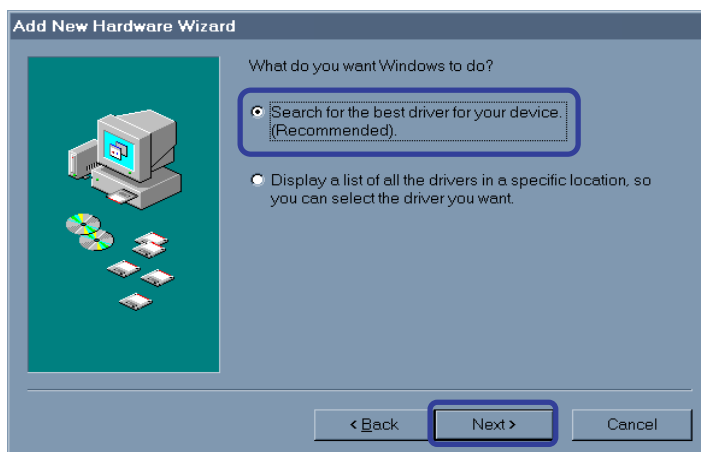 Add New Hardware Wizard
What do you want Windows to do?
Search for the best driver for your device.
(Recommended).
Display a list of all the drivers in a specific location, so
you can select the driver you want.
< Back Next > Cancel